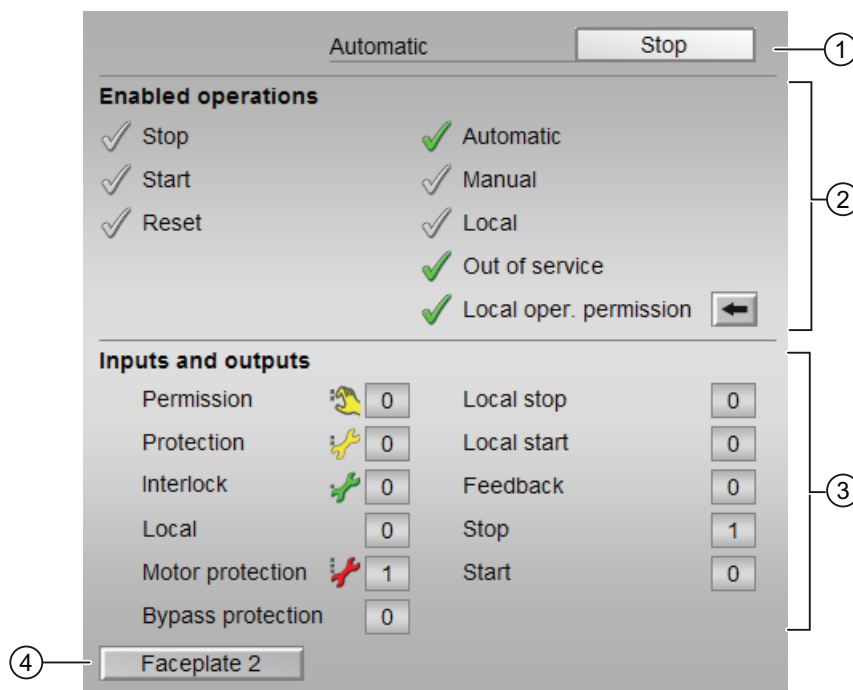 Automatic Stop
1
Enabled operations
Stop Automatic
Start Manual
Reset Local
2
Out of service
Local oper. permission
Inputs and outputs
Permission 0 Local stop 0
Protection 0 Local start 0
Interlock 0 Feedback 0
3
Local 0 Stop 1
Motor protection 1 Start 0
Bypass protection 0
4
Faceplate 2